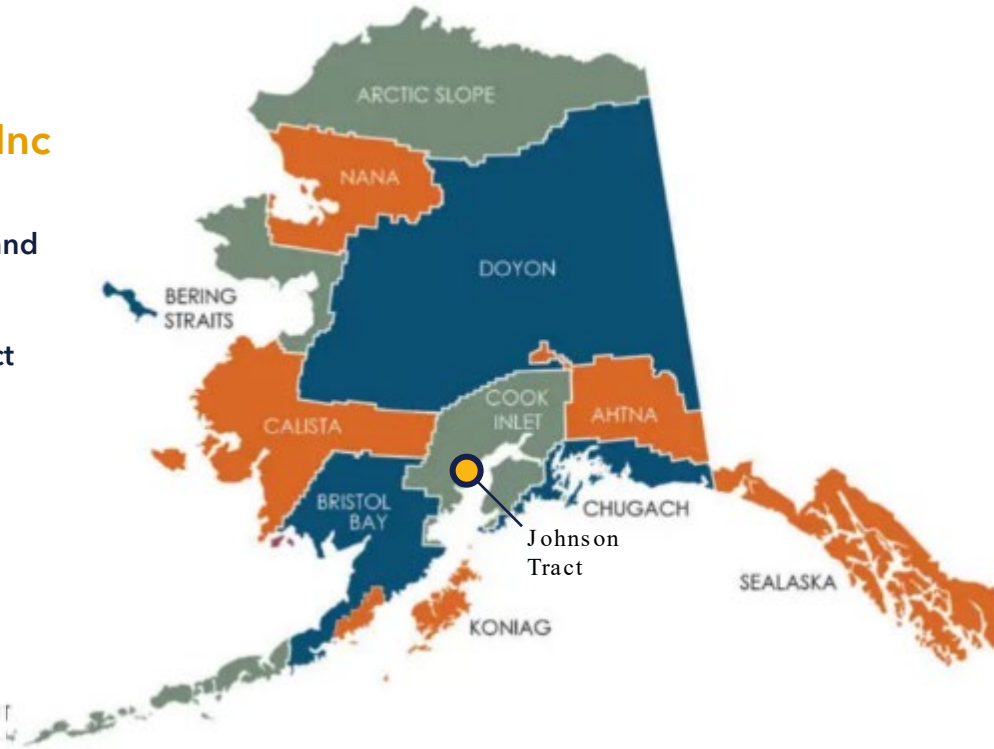 ARCTIC SLOPE
Inc
NANA
and
DOYON
BERING
STRAITS
ct
COOK
INLET
AHTNA
CALISTA
BRISTOL
BAY
CHUGACH
Johnson
Tract
SEALASKA
KONIAG